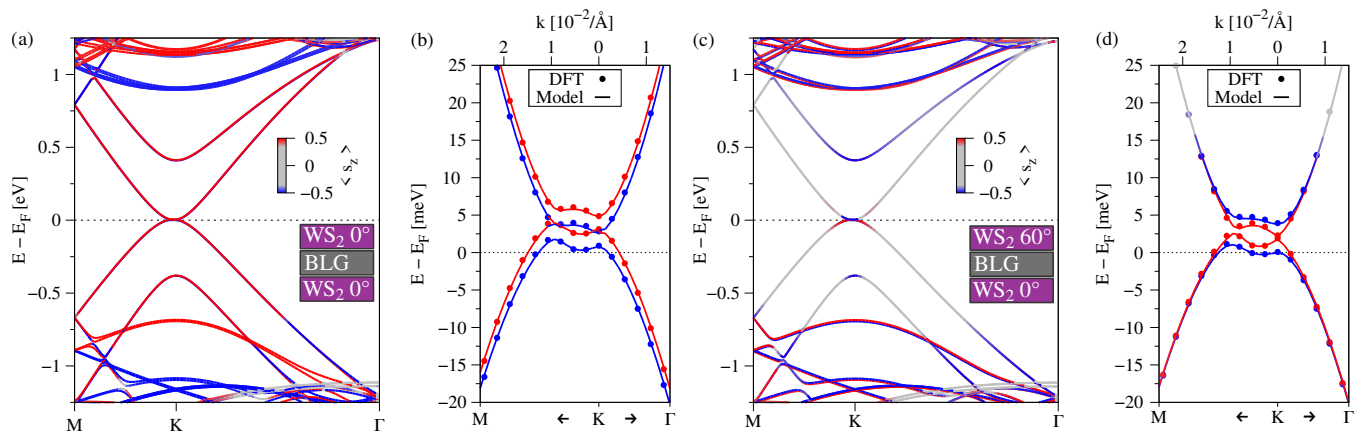 (a)
E − E_F [eV]
1
0.5
0
−0.5
−1
M
K
Γ
0.5
0
−0.5
< s_z >
WS₂ 0°
BLG
WS₂ 0°
(b)
k [10⁻²/Å]
2
1
0
1
E − E_F [meV]
25
20
15
10
5
0
−5
−10
−15
−20
DFT
Model
M
←
K
→
Γ
(c)
E − E_F [eV]
1
0.5
0
−0.5
−1
M
K
Γ
0.5
0
−0.5
< s_z >
WS₂ 60°
BLG
WS₂ 0°
(d)
k [10⁻²/Å]
2
1
0
1
E − E_F [meV]
25
20
15
10
5
0
−5
−10
−15
−20
DFT
Model
M
←
K
→
Γ